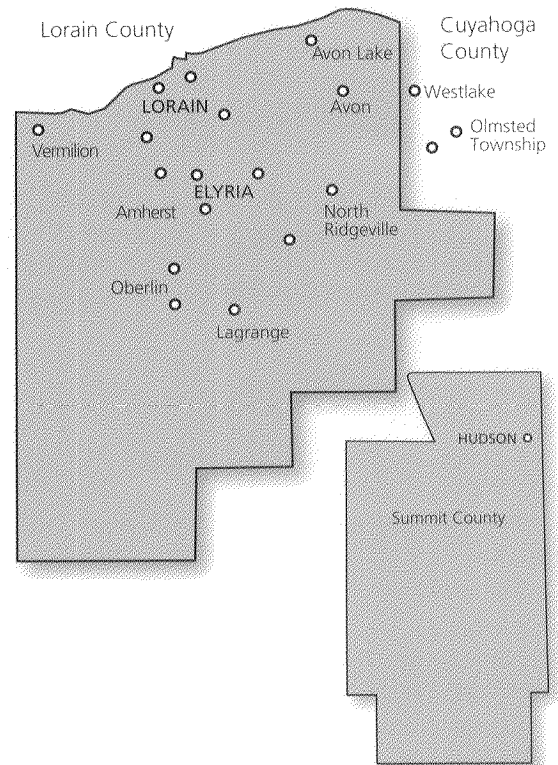 Lorain County
Cuyahoga
County
Avon Lake
LORAIN
Avon
Westlake
Olmsted
Township
Vermilion
ELYRIA
Amherst
North
Ridgeville
Oberlin
Lagrange
HUDSON
Summit County